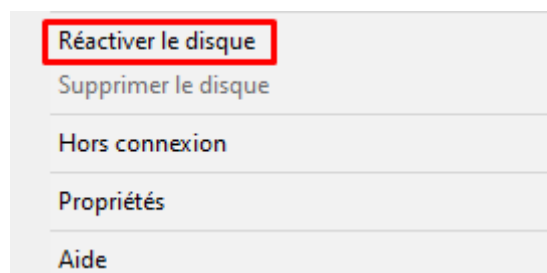 Réactiver le disque
Supprimer le disque
Hors connexion
Propriétés
Aide